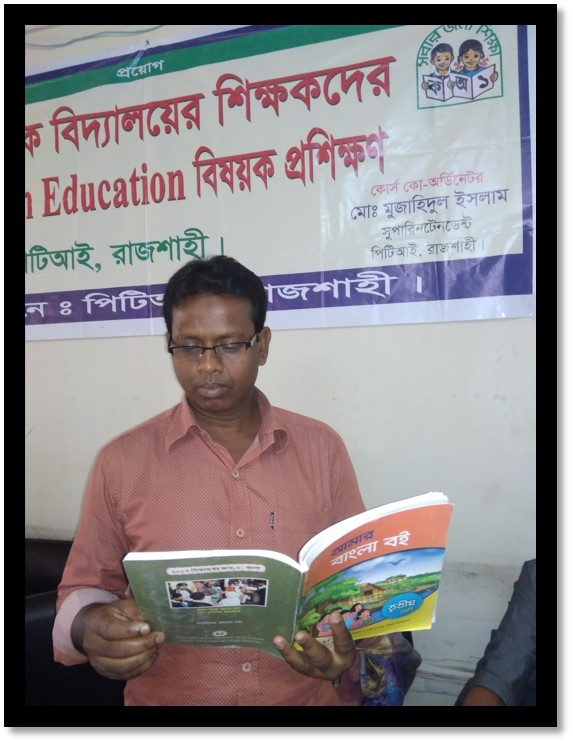 প্রয়োগ
ক বিদ্যালয়ের শিক্ষকদের
n Education বিষয়ক প্রশিক্ষণ
সবার জন্য শিক্ষা
ক অ ১
কোর্স কো-অর্ডিনেটর
মোঃ মুজাহিদুল ইসলাম
সুপারিনটেনডেন্ট
পিটিআই, রাজশাহী।
পিটিআই, রাজশাহী।
ন ঃ পিটিআ রাজশাহী ।
আমার
বাংলা বই
তৃতীয়